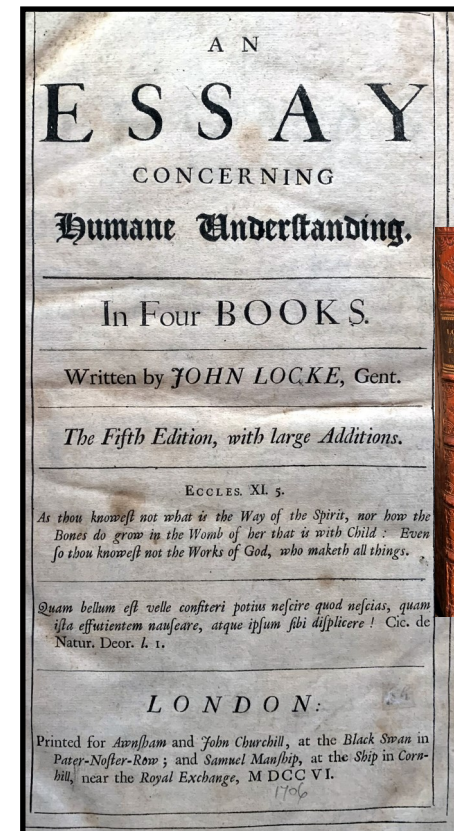 AN
ESSAY
CONCERNING
Humane Underſtanding.
In Four BOOKS.
Written by JOHN LOCKE, Gent.
The Fifth Edition, with large Additions.
ECCLES. XI. 5.
As thou knoweſt not what is the Way of the Spirit, nor how the
Bones do grow in the Womb of her that is with Child : Even
ſo thou knoweſt not the Works of God, who maketh all things.
Quam bellum eſt velle confiteri potius neſcire quod neſcias, quam
iſta effutientem nauſeare, atque ipſum ſibi diſplicere ! Cic. de
Natur. Deor. l. 1.
LONDON:
Printed for Awnſham and John Churchill, at the Black Swan in
Pater-Noſter-Row ; and Samuel Manſhip, at the Ship in Corn-
hill, near the Royal Exchange, M DCC VI.
1706